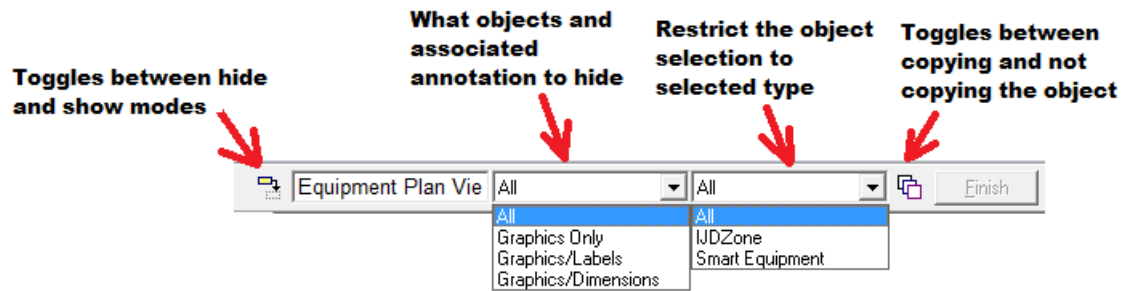 What objects and
associated
annotation to hide
Restrict the object
selection to
selected type
Toggles between
copying and not
copying the object
Toggles between hide
and show modes
Equipment Plan Vie
All
All
Finish
All
Graphics Only
Graphics/Labels
Graphics/Dimensions
All
IJDZone
Smart Equipment